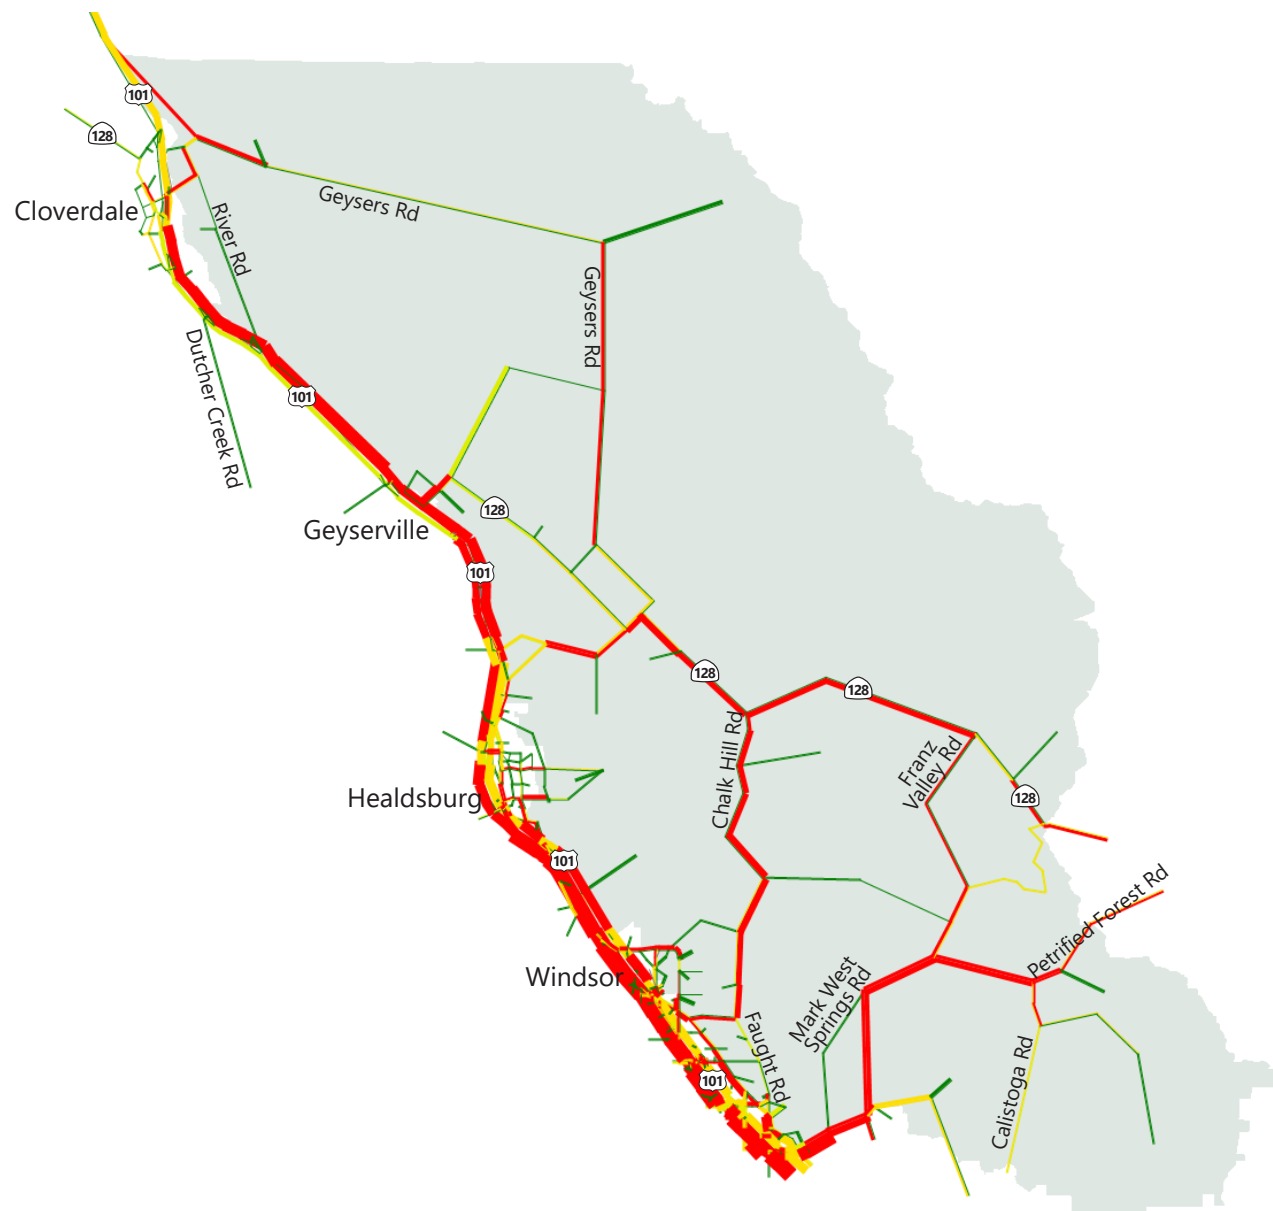 101
128
Cloverdale
Geysers Rd
River Rd
Geysers Rd
Dutcher Creek Rd
101
128
Geyserville
101
128
128
Chalk Hill Rd
Franz
Valley Rd
128
Healdsburg
101
Petrified Forest Rd
Windsor
Mark West
Springs Rd
Faught Rd
101
Calistoga Rd